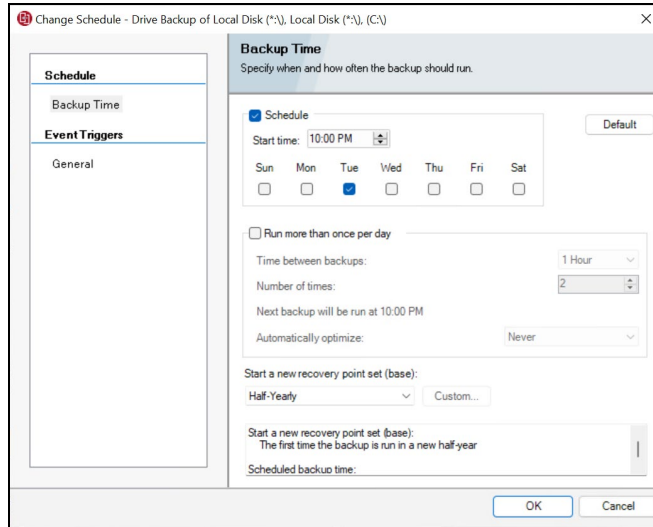 Change Schedule - Drive Backup of Local Disk (*:\), Local Disk (*:\), (C:\)
Schedule
Backup Time
Event Triggers
General
Backup Time
Specify when and how often the backup should run.
Schedule
Default
Start time: 10:00 PM
Sun Mon Tue Wed Thu Fri Sat
Run more than once per day
Time between backups: 1 Hour
Number of times: 2
Next backup will be run at 10:00 PM
Automatically optimize: Never
Start a new recovery point set (base):
Half-Yearly Custom...
Start a new recovery point set (base):
The first time the backup is run in a new half-year
Scheduled backup time:
OK Cancel